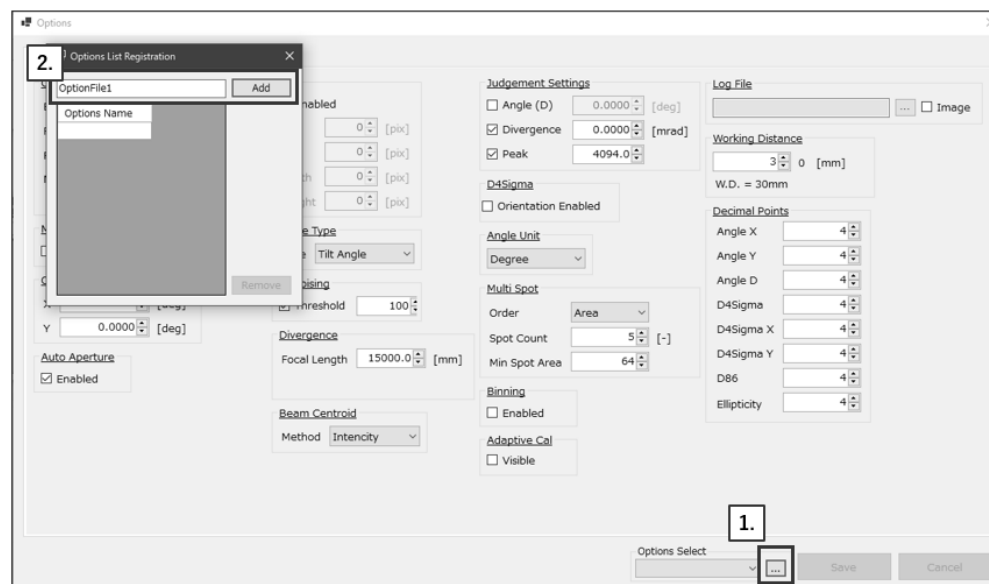 Options
2.
Options List Registration
OptionFile1
Add
Options Name
Remove
Enabled
0 [pix]
0 [pix]
0 [pix]
0 [pix]
Type
Tilt Angle
Threshold 100
Y 0.0000 [deg]
Auto Aperture
Enabled
Divergence
Focal Length 15000.0 [mm]
Beam Centroid
Method Intencity
Judgement Settings
Angle (D) 0.0000 [deg]
Divergence 0.0000 [mrad]
Peak 4094.0
D4Sigma
Orientation Enabled
Angle Unit
Degree
Multi Spot
Order Area
Spot Count 5 [-]
Min Spot Area 64
Binning
Enabled
Adaptive Cal
Visible
Log File
... Image
Working Distance
3 0 [mm]
W.D. = 30mm
Decimal Points
Angle X 4
Angle Y 4
Angle D 4
D4Sigma 4
D4Sigma X 4
D4Sigma Y 4
D86 4
Ellipticity 4
1.
Options Select
...
Save
Cancel